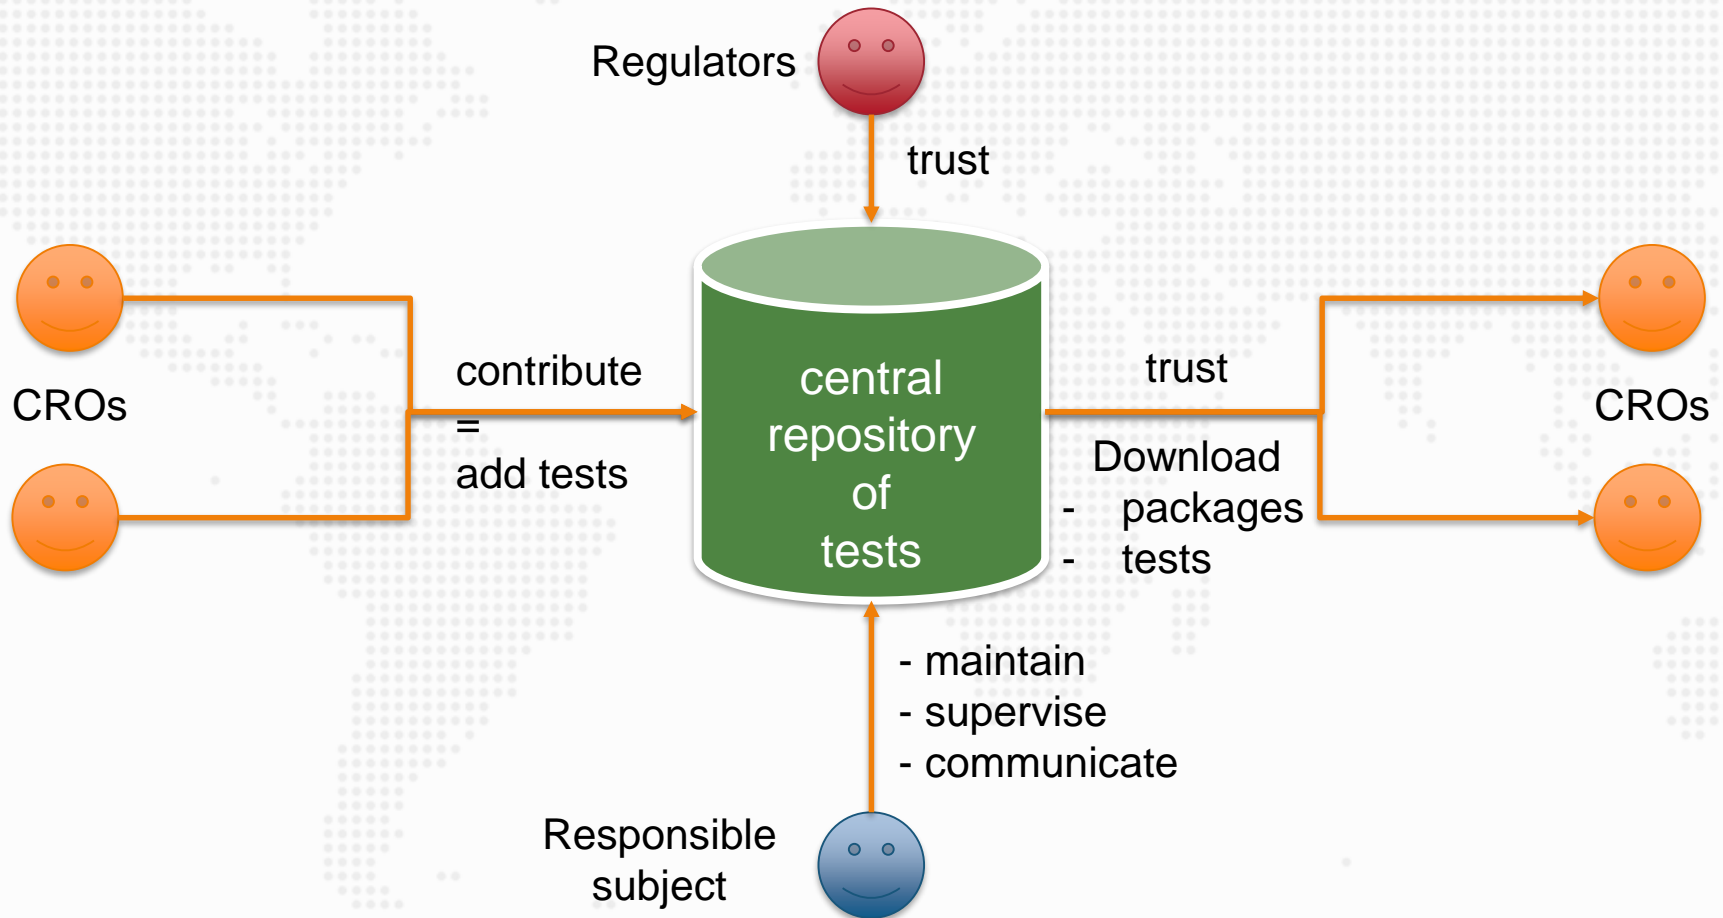 Regulators
trust
CROs
contribute
=
add tests
central
repository
of
tests
trust
Download
- packages
- tests
CROs
- maintain
- supervise
- communicate
Responsible
subject